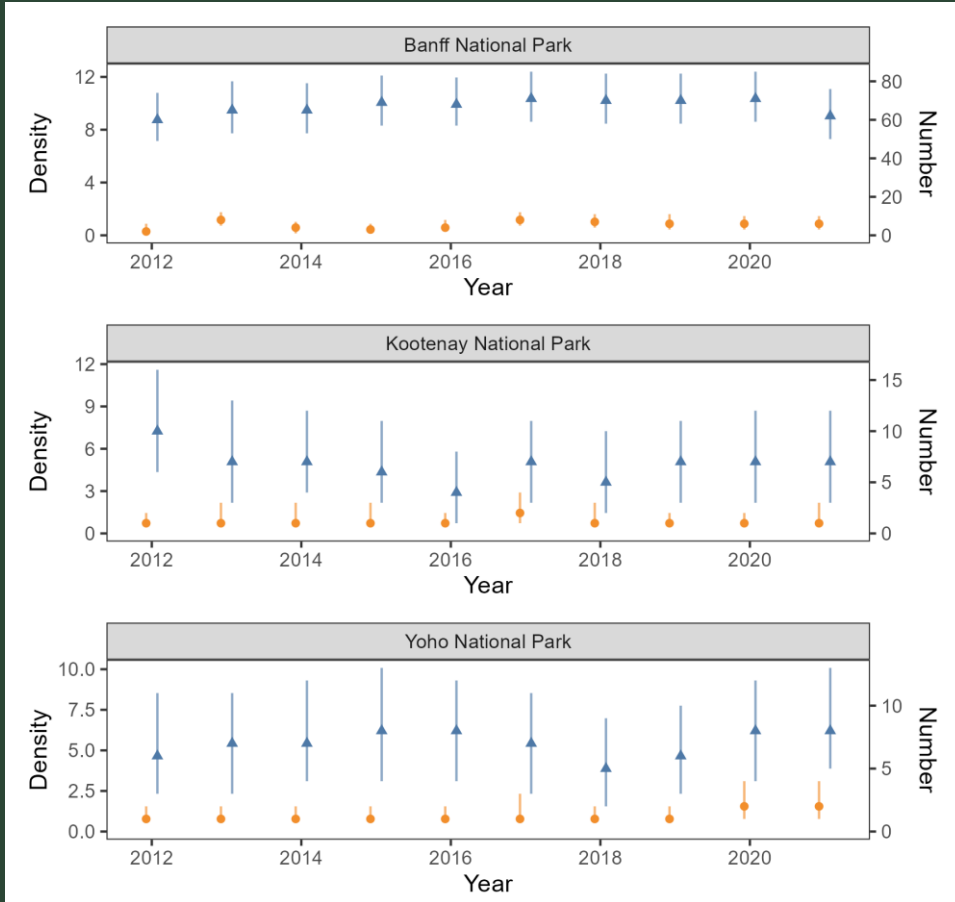 Banff National Park
12
8
4
0
80
60
40
20
0
Density
Number
2012 2014 2016 2018 2020
Year
Kootenay National Park
12
9
6
3
0
15
10
5
0
Density
Number
2012 2014 2016 2018 2020
Year
Yoho National Park
10.0
7.5
5.0
2.5
0.0
10
5
0
Density
Number
2012 2014 2016 2018 2020
Year